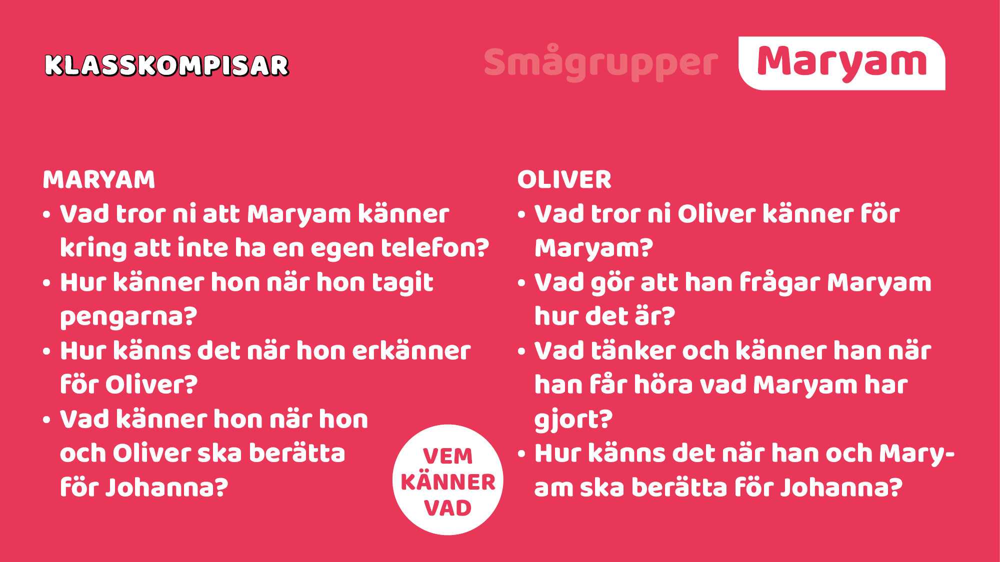 KLASSKOMPISAR
Smågrupper
Maryam
MARYAM
• Vad tror ni att Maryam känner
kring att inte ha en egen telefon?
• Hur känner hon när hon tagit
pengarna?
• Hur känns det när hon erkänner
för Oliver?
• Vad känner hon när hon
och Oliver ska berätta
för Johanna?
VEM
KÄNNER
VAD
OLIVER
• Vad tror ni Oliver känner för
Maryam?
• Vad gör att han frågar Maryam
hur det är?
• Vad tänker och känner han när
han får höra vad Maryam har
gjort?
• Hur känns det när han och Mary-
am ska berätta för Johanna?